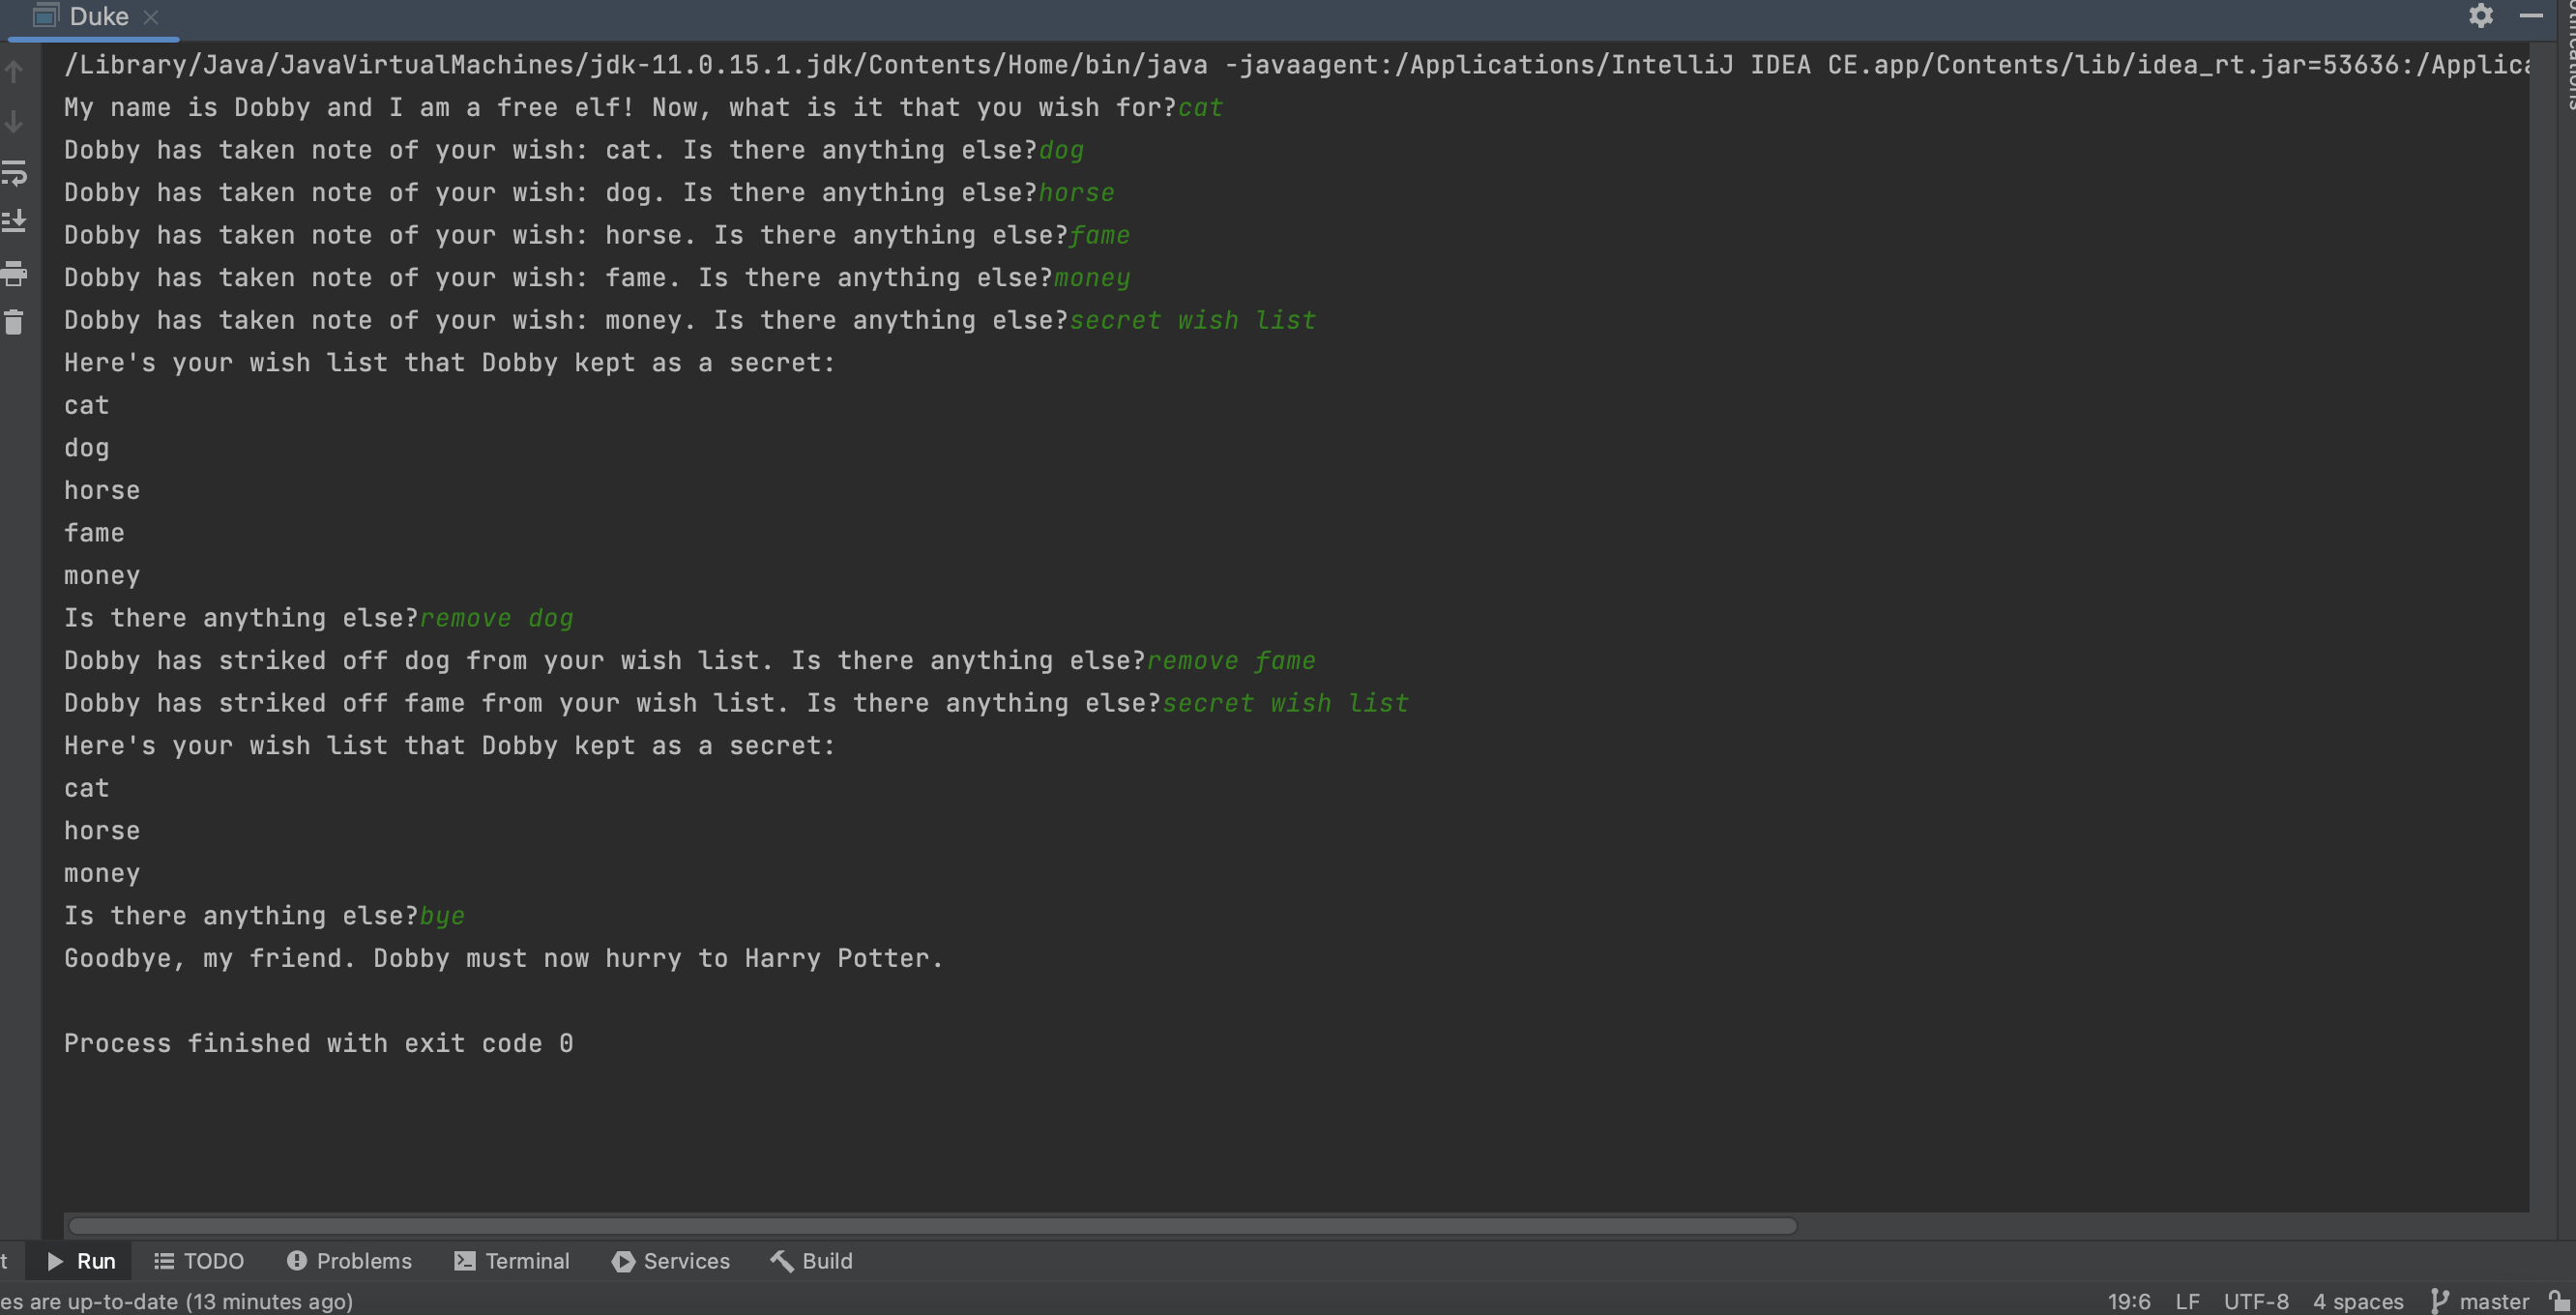 Duke
/Library/Java/JavaVirtualMachines/jdk-11.0.15.1.jdk/Contents/Home/bin/java -javaagent:/Applications/IntelliJ IDEA CE.app/Contents/lib/idea_rt.jar=53636:/Applica
My name is Dobby and I am a free elf! Now, what is it that you wish for?cat
Dobby has taken note of your wish: cat. Is there anything else?dog
Dobby has taken note of your wish: dog. Is there anything else?horse
Dobby has taken note of your wish: horse. Is there anything else?fame
Dobby has taken note of your wish: fame. Is there anything else?money
Dobby has taken note of your wish: money. Is there anything else?secret wish list
Here's your wish list that Dobby kept as a secret:
cat
dog
horse
fame
money
Is there anything else?remove dog
Dobby has striked off dog from your wish list. Is there anything else?remove fame
Dobby has striked off fame from your wish list. Is there anything else?secret wish list
Here's your wish list that Dobby kept as a secret:
cat
horse
money
Is there anything else?bye
Goodbye, my friend. Dobby must now hurry to Harry Potter.
Process finished with exit code 0
t Run TODO Problems Terminal Services Build
es are up-to-date (13 minutes ago) 19:6 LF UTF-8 4 spaces master